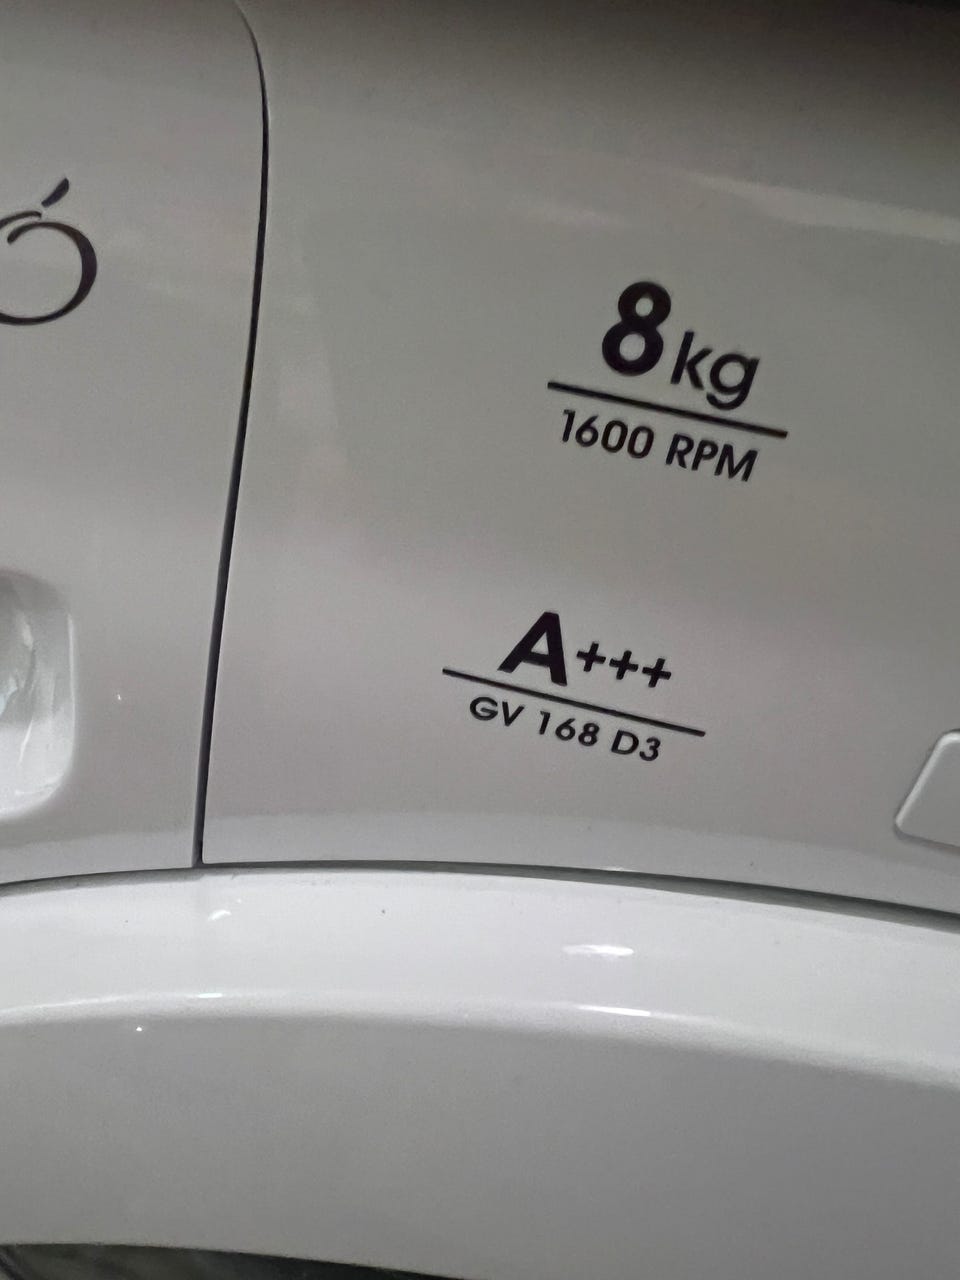 8kg
1600 RPM
A+++
GV 168 D3